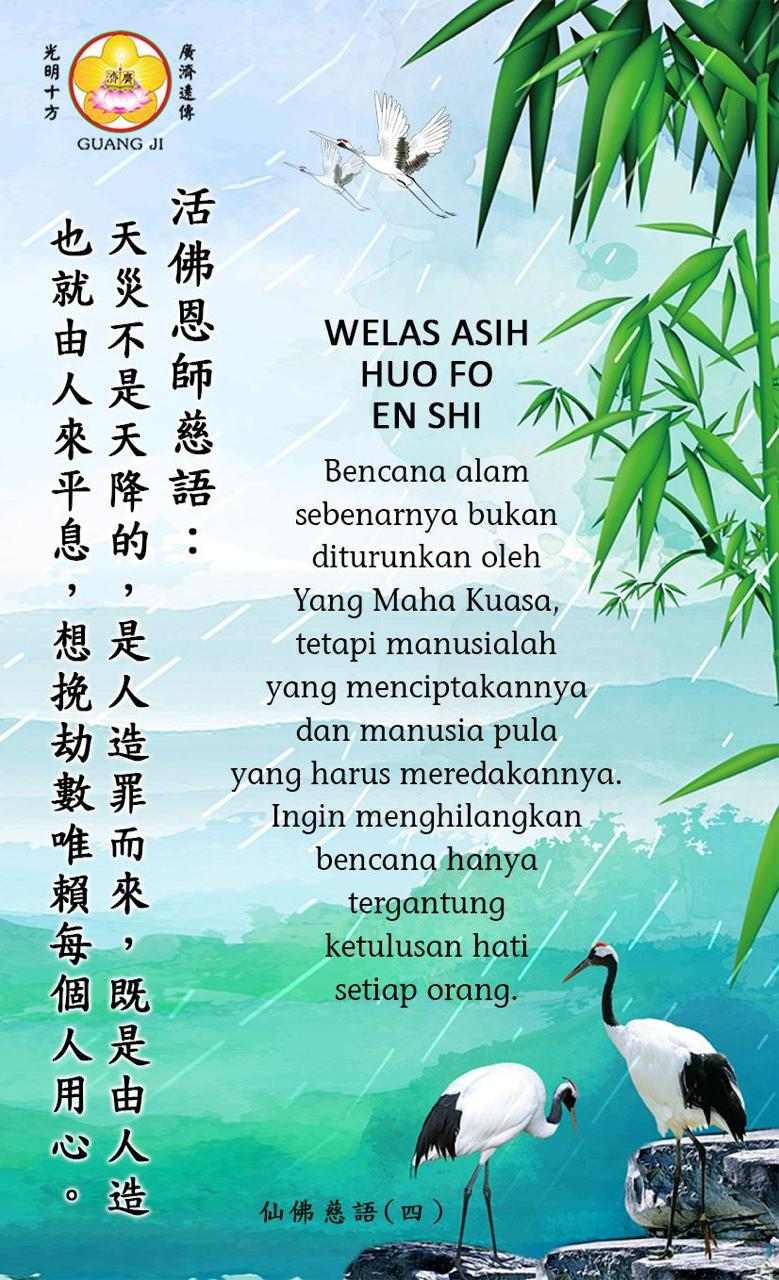 光明十方
廣濟遠傳
廣濟
GUANG JI
活佛恩師慈語：
天災不是天降的，是人造罪而來，既是由人造
也就由人來平息，想挽劫數唯賴每個人用心。
WELAS ASIH
HUO FO
EN SHI
Bencana alam
sebenarnya bukan
diturunkan oleh
Yang Maha Kuasa,
tetapi manusialah
yang menciptakannya
dan manusia pula
yang harus meredakannya.
Ingin menghilangkan
bencana hanya
tergantung
ketulusan hati
setiap orang.
仙佛慈語(四)